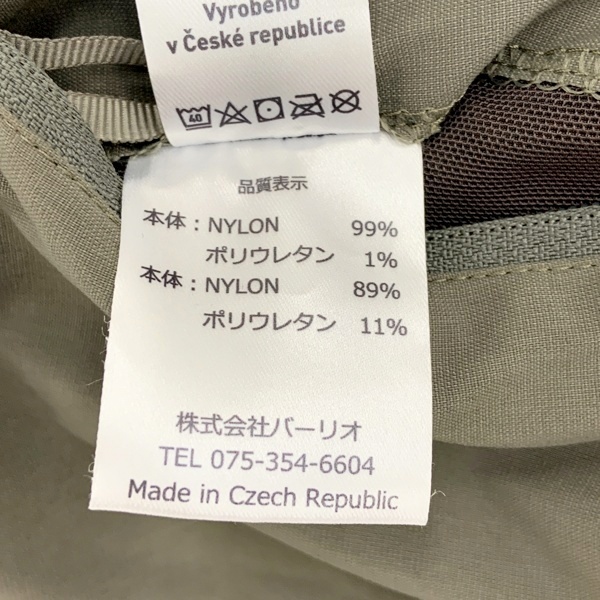 Vyrobeno
v České republice
40
品質表示
本体：NYLON 99%
ポリウレタン 1%
本体：NYLON 89%
ポリウレタン 11%
株式会社バーリオ
TEL 075-354-6604
Made in Czech Republic